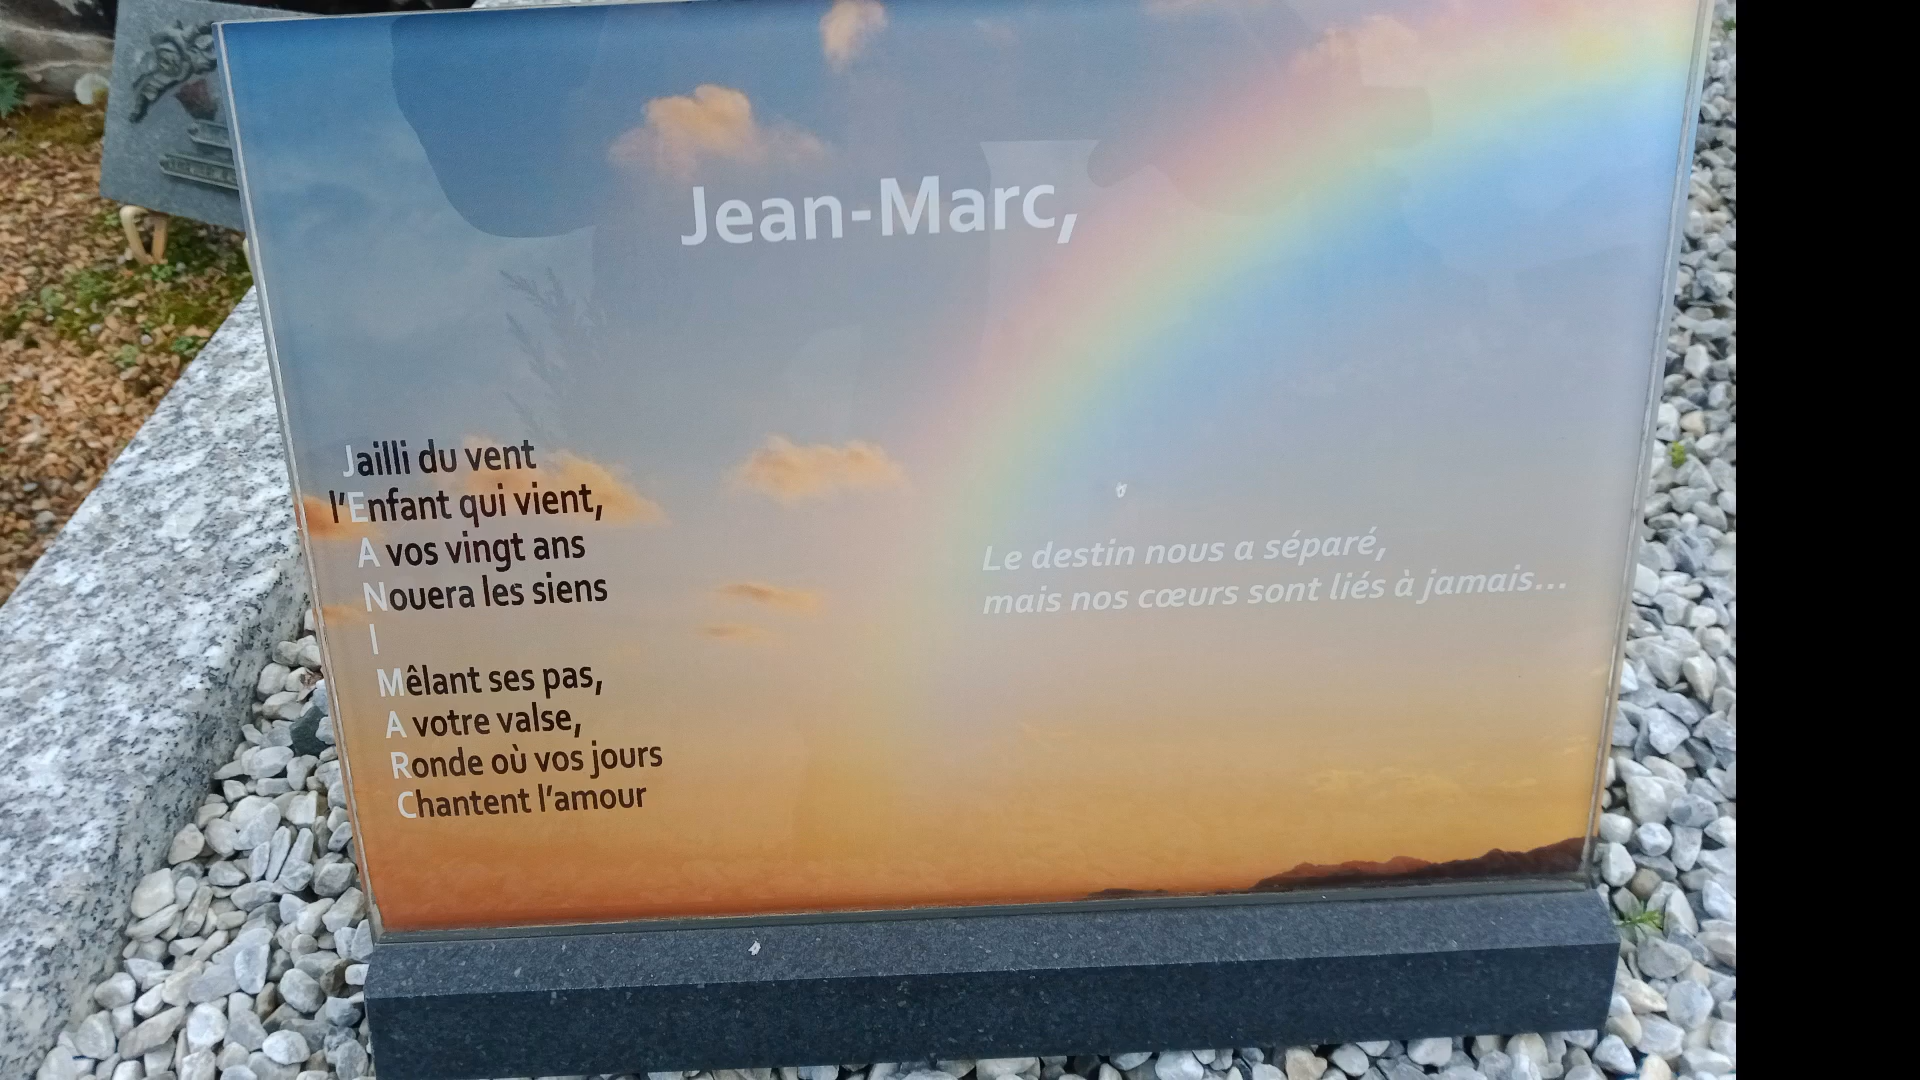 Jean-Marc,
Jailli du vent
l'Enfant qui vient,
A vos vingt ans
Nouera les siens
|
Mêlant ses pas,
A votre valse,
Ronde où vos jours
Chantent l'amour
Le destin nous a séparé,
mais nos cœurs sont liés à jamais...